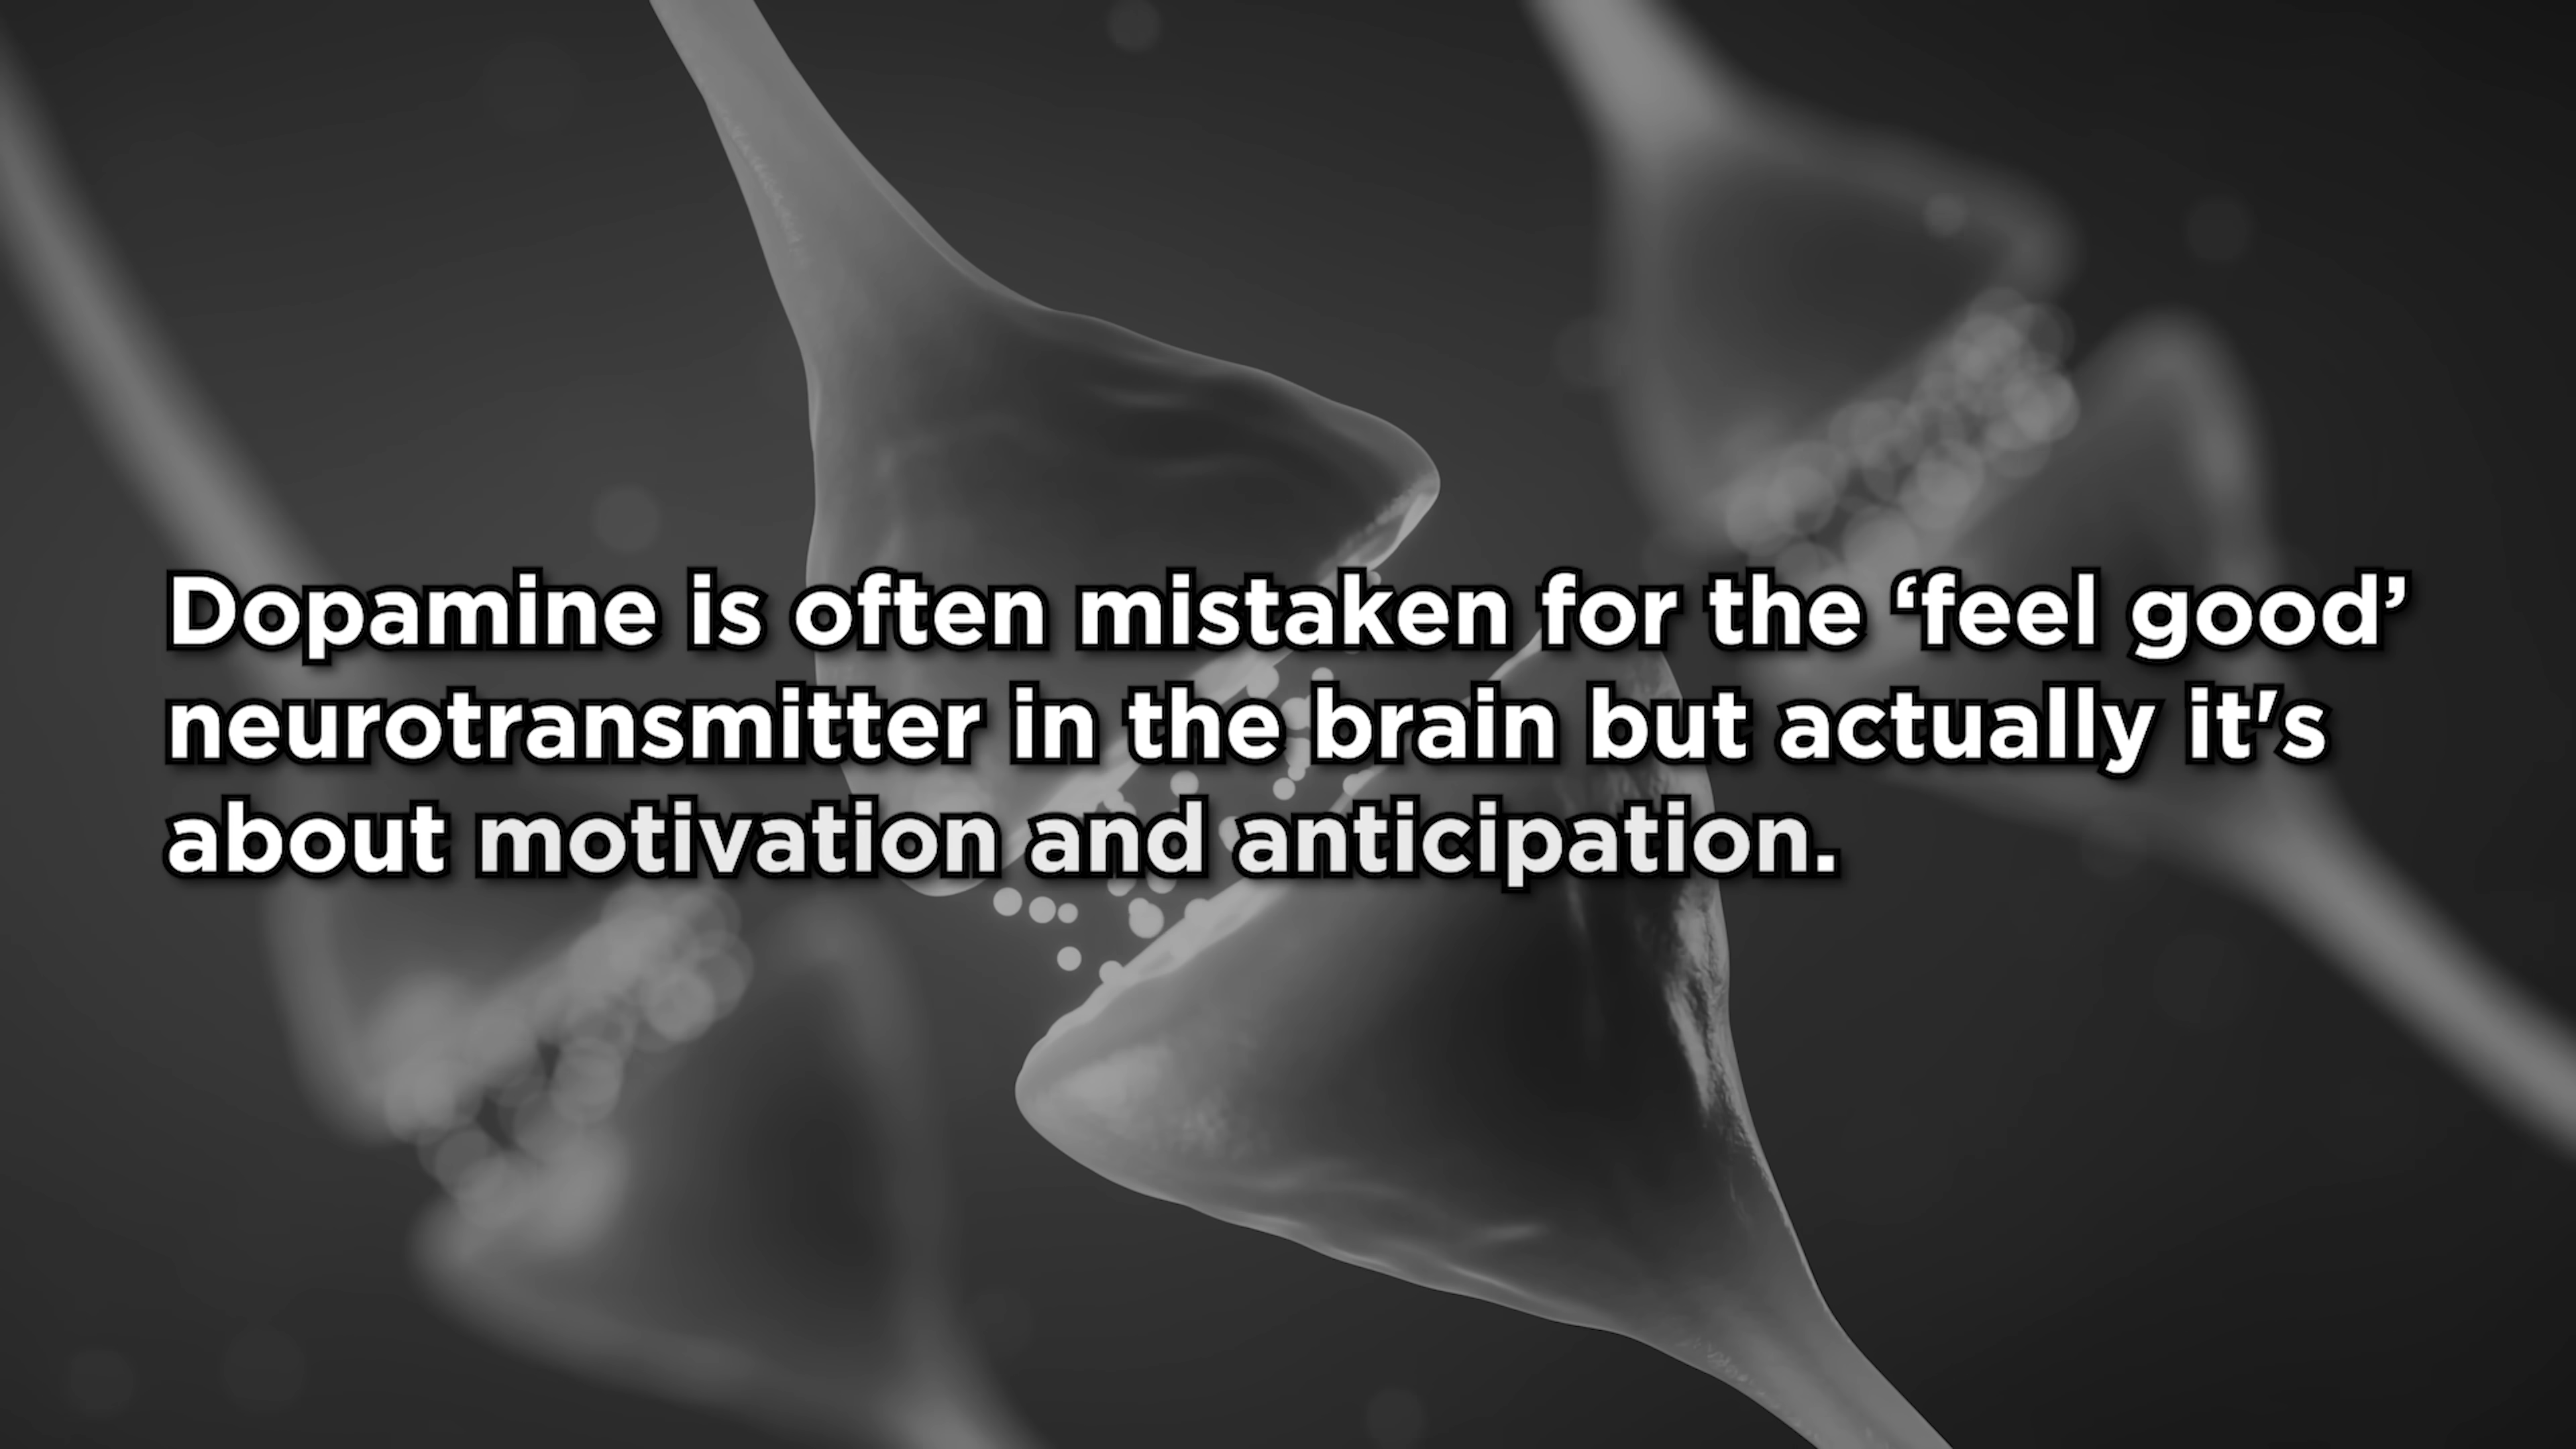 Dopamine is often mistaken for the ‘feel good’
neurotransmitter in the brain but actually it's
about motivation and anticipation.